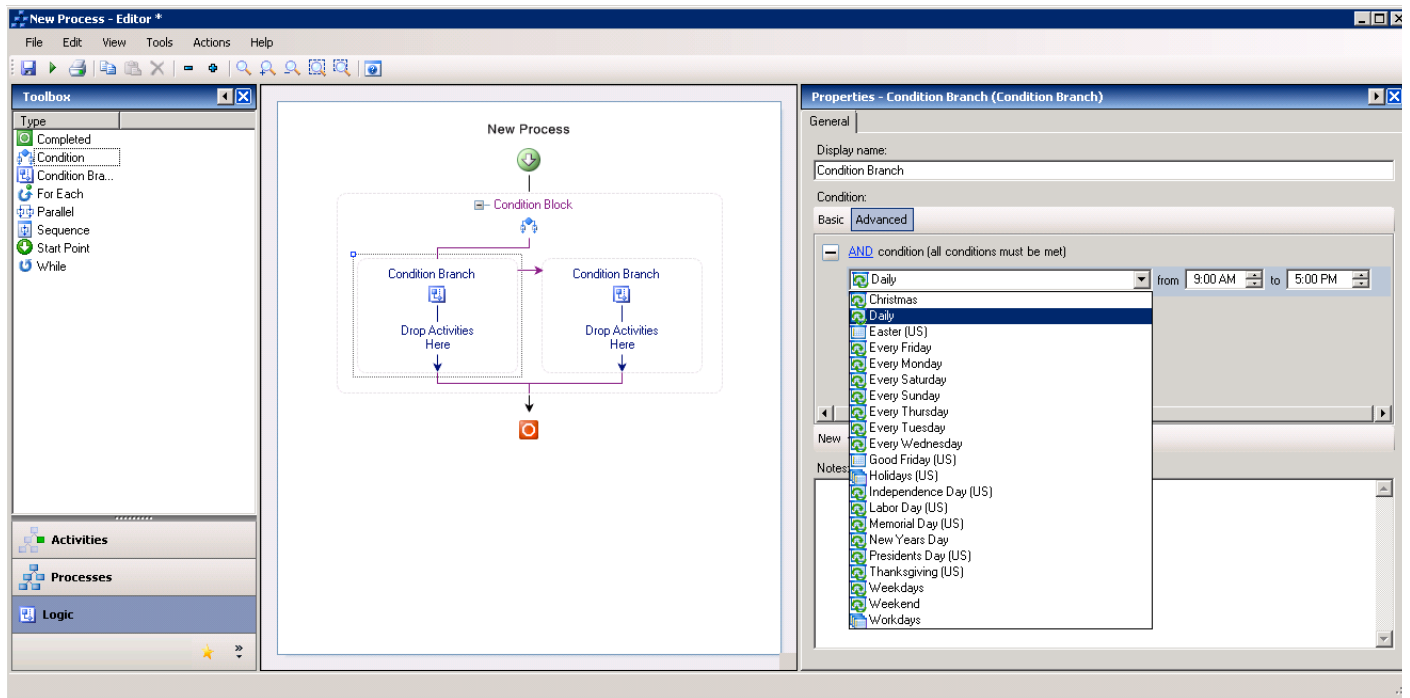 New Process - Editor *
File Edit View Tools Actions Help
Toolbox
Type
Completed
Condition
Condition Bra...
For Each
Parallel
Sequence
Start Point
While
Activities
Processes
Logic
New Process
Condition Block
Condition Branch
Drop Activities
Here
Condition Branch
Drop Activities
Here
Properties - Condition Branch (Condition Branch)
General
Display name:
Condition Branch
Condition:
Basic Advanced
AND condition (all conditions must be met)
Daily from 9:00 AM to 5:00 PM
Christmas
Daily
Easter (US)
Every Friday
Every Monday
Every Saturday
Every Sunday
Every Thursday
Every Tuesday
Every Wednesday
Good Friday (US)
Holidays (US)
Independence Day (US)
Labor Day (US)
Memorial Day (US)
New Years Day
Presidents Day (US)
Thanksgiving (US)
Weekdays
Weekend
Workdays
New
Notes: